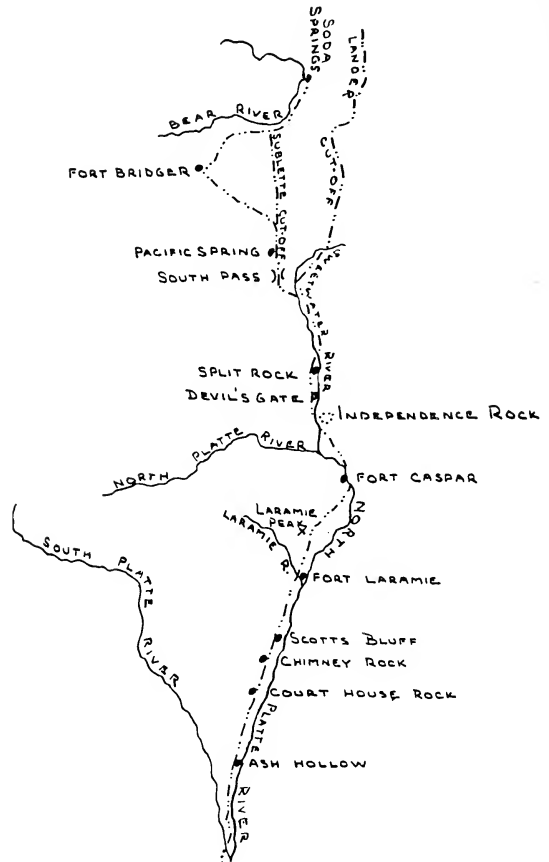 SODA
SPRINGS
LANDER
CUT-OFF
BEAR RIVER
FORT BRIDGER
SUBLETTE CUT-OFF
PACIFIC SPRING
SOUTH PASS
SWEETWATER RIVER
SPLIT ROCK
DEVIL'S GATE
INDEPENDENCE ROCK
NORTH PLATTE RIVER
FORT CASPAR
LARAMIE
PEAK
LARAMIE R.
NORTH
FORT LARAMIE
SOUTH PLATTE RIVER
SCOTTS BLUFF
CHIMNEY ROCK
COURT HOUSE ROCK
PLATTE
ASH HOLLOW
RIVER